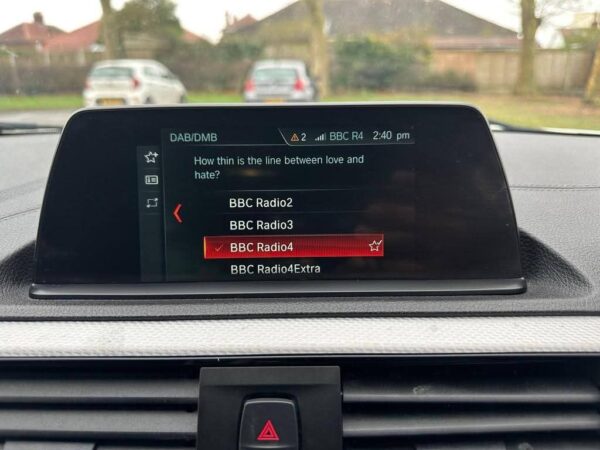 DAB/DMB 2 BBC R4 2:40 pm
How thin is the line between love and
hate?
BBC Radio2
BBC Radio3
BBC Radio4
BBC Radio4Extra